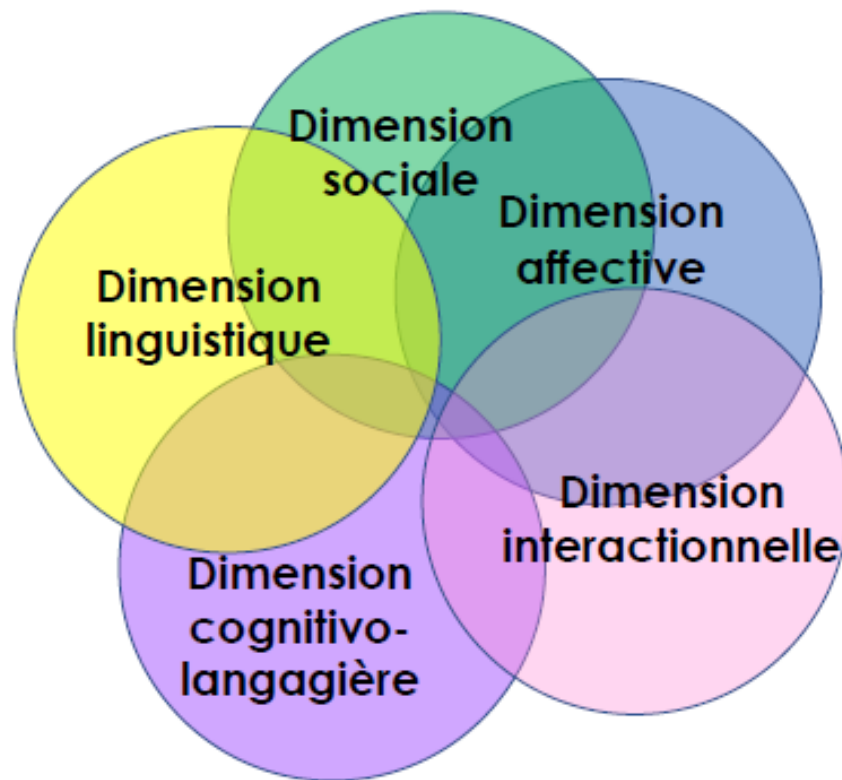 Dimension
sociale
Dimension
affective
Dimension
linguistique
Dimension
interactionnelle
Dimension
cognitivo-
langagière